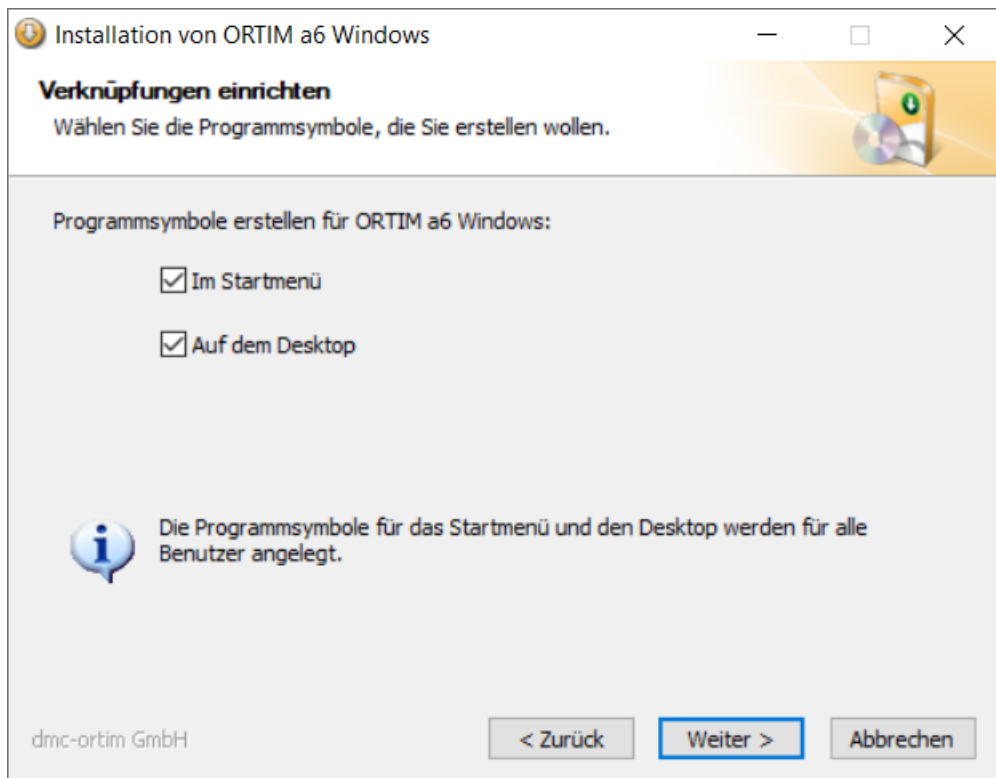 Installation von ORTIM a6 Windows
Verknüpfungen einrichten
Wählen Sie die Programmsymbole, die Sie erstellen wollen.
Programmsymbole erstellen für ORTIM a6 Windows:
Im Startmenü
Auf dem Desktop
Die Programmsymbole für das Startmenü und den Desktop werden für alle
Benutzer angelegt.
dmc-ortim GmbH
< Zurück
Weiter >
Abbrechen